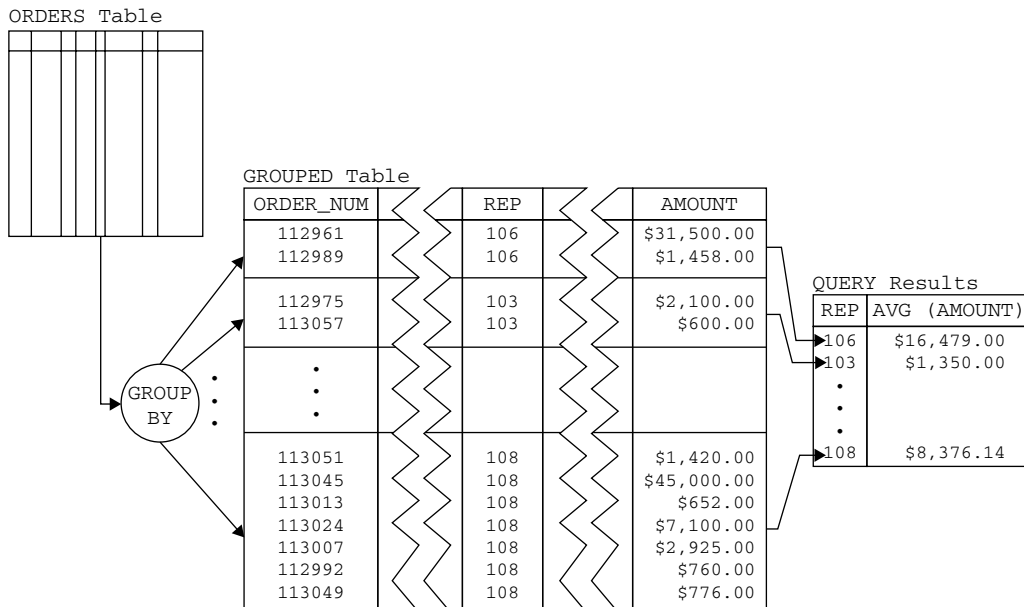 ORDERS Table
GROUPED Table
ORDER_NUM REP AMOUNT
112961 106 $31,500.00
112989 106 $1,458.00
112975 103 $2,100.00
113057 103 $600.00
113051 108 $1,420.00
113045 108 $45,000.00
113013 108 $652.00
113024 108 $7,100.00
113007 108 $2,925.00
112992 108 $760.00
113049 108 $776.00
GROUP
BY
QUERY Results
REP AVG (AMOUNT)
106 $16,479.00
103 $1,350.00
108 $8,376.14